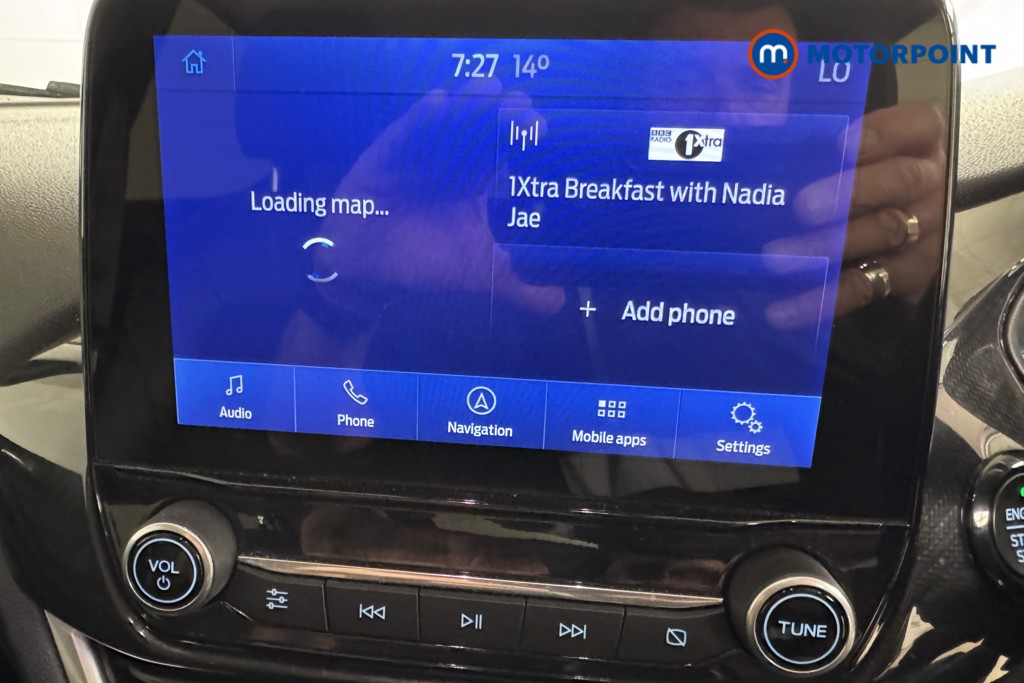 7:27 14°
LO
MOTORPOINT
BBC
RADIO
1Xtra
1Xtra Breakfast with Nadia
Jae
Loading map...
+ Add phone
Audio
Phone
Navigation
Mobile apps
Settings
VOL
TUNE